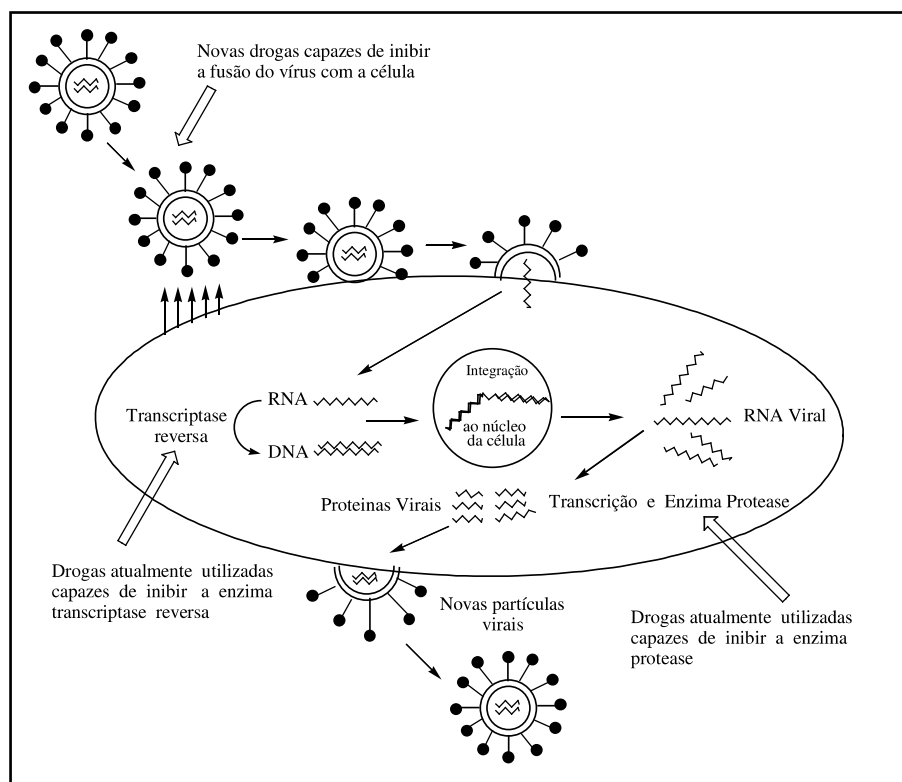 Novas drogas capazes de inibir
a fusão do vírus com a célula
Integração
ao núcleo
da célula
RNA
DNA
Transcriptase
reversa
RNA Viral
Proteinas Virais
Transcrição e Enzima Protease
Drogas atualmente utilizadas
capazes de inibir a enzima
transcriptase reversa
Novas partículas
virais
Drogas atualmente utilizadas
capazes de inibir a enzima
protease